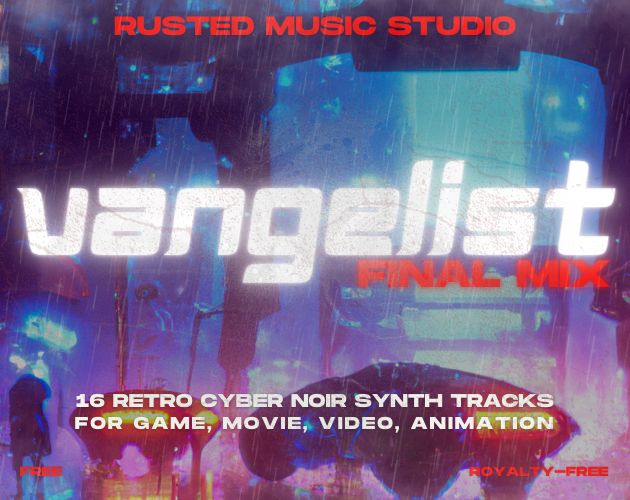 RUSTED MUSIC STUDIO
vangelist
FINAL MIX
16 RETRO CYBER NOIR SYNTH TRACKS
FOR GAME, MOVIE, VIDEO, ANIMATION
FREE
ROYALTY-FREE